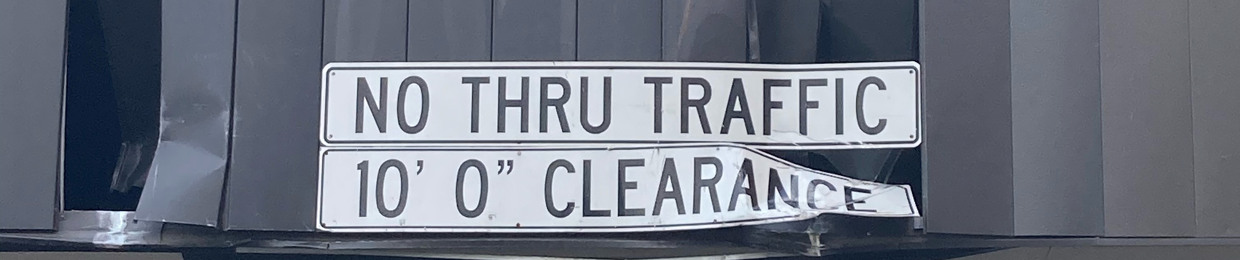 NO THRU TRAFFIC
10' 0" CLEARANCE